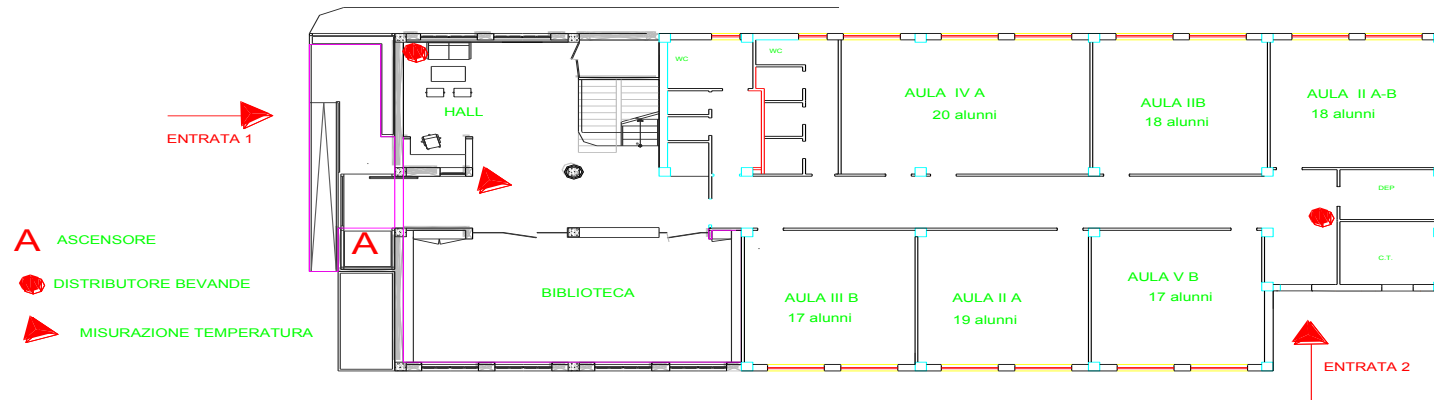 WC
WC
HALL
AULA IV A
20 alunni
AULA IIB
18 alunni
AULA II A-B
18 alunni
ENTRATA 1
DEP
A ASCENSORE
A
C.T.
DISTRIBUTORE BEVANDE
BIBLIOTECA
AULA III B
17 alunni
AULA II A
19 alunni
AULA V B
17 alunni
MISURAZIONE TEMPERATURA
ENTRATA 2